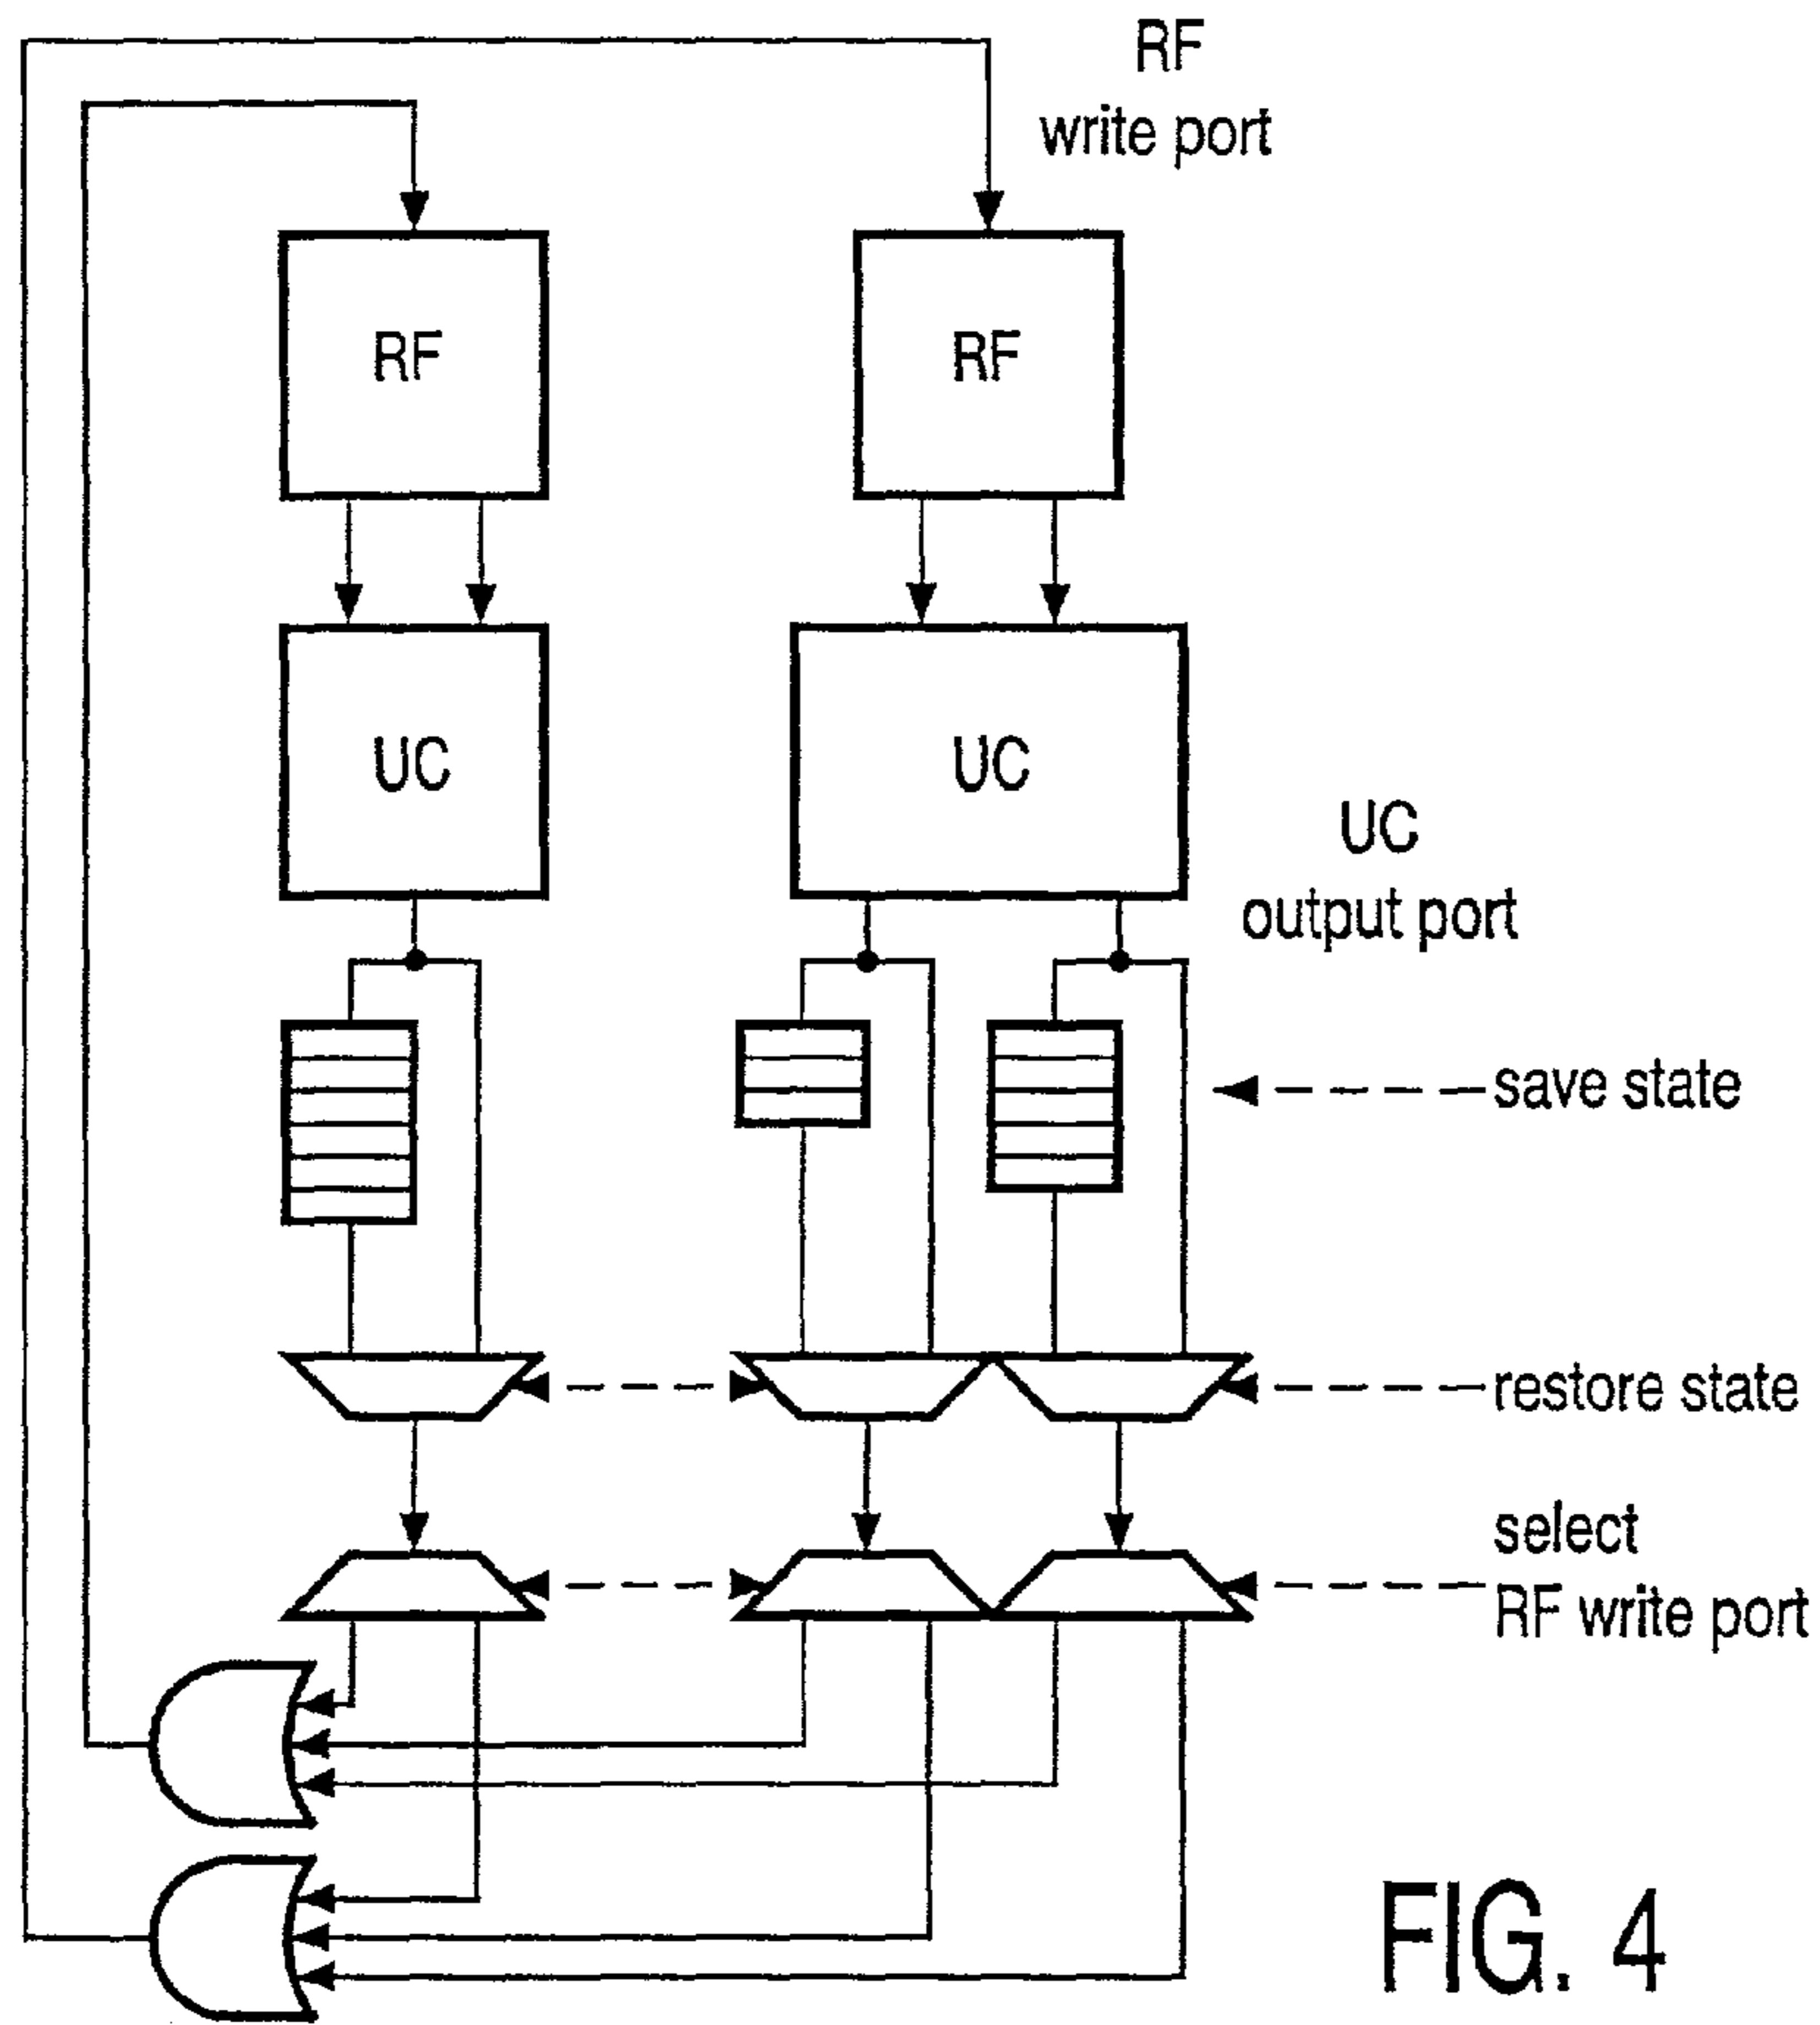 RF
write port
RF
RF
UC
UC
UC
output port
save state
restore state
select
RF write port
FIG. 4